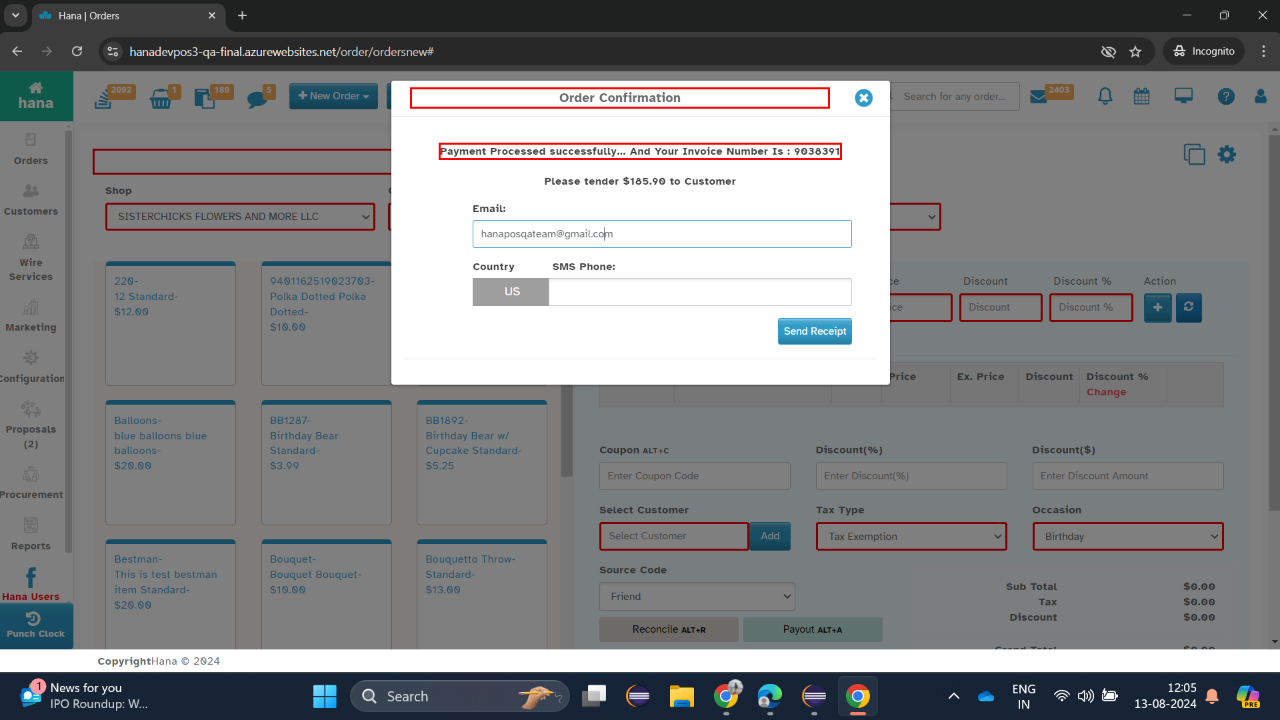 Hana | Orders
hanadevpos3-qa-final.azurewebsites.net/order/ordersnew#
Incognito
hana
2092
1
189
5
+ New Order
Search for any order...
2403
Orders
Customers
Wire
Services
Marketing
Configuration
Proposals
(2)
Procurement
Reports
Hana Users
Punch Clock
Order Confirmation
Payment Processed successfully... And Your Invoice Number Is : 9038391
Please tender $185.90 to Customer
Email:
hanaposqateam@gmail.com
Country SMS Phone:
US
Send Receipt
Shop
SISTERCHICKS FLOWERS AND MORE LLC
220-
12 Standard-
$12.00
9401162519023703-
Polka Dotted Polka
Dotted-
$10.00
Balloons-
blue balloons blue
balloons-
$20.00
BB1287-
Birthday Bear
Standard-
$3.99
BB1892-
Birthday Bear w/
Cupcake Standard-
$5.25
Bestman-
This is test bestman
item Standard-
$20.00
Bouquet-
Bouquet Bouquet-
$10.00
Bouquetto Throw-
Standard-
$13.00
Discount Discount % Action
Discount Discount %
Price Ex. Price Discount Discount %
Change
Coupon ALT+C Discount(%) Discount($)
Enter Coupon Code Enter Discount(%) Enter Discount Amount
Select Customer Tax Type Occasion
Select Customer Add Tax Exemption Birthday
Source Code
Friend
Reconcile ALT+R Payout ALT+A
Sub Total $0.00
Tax $0.00
Discount $0.00
CopyrightHana © 2024
1
News for you
IPO Roundup: W...
Search
ENG
IN
12:05
13-08-2024
PRE